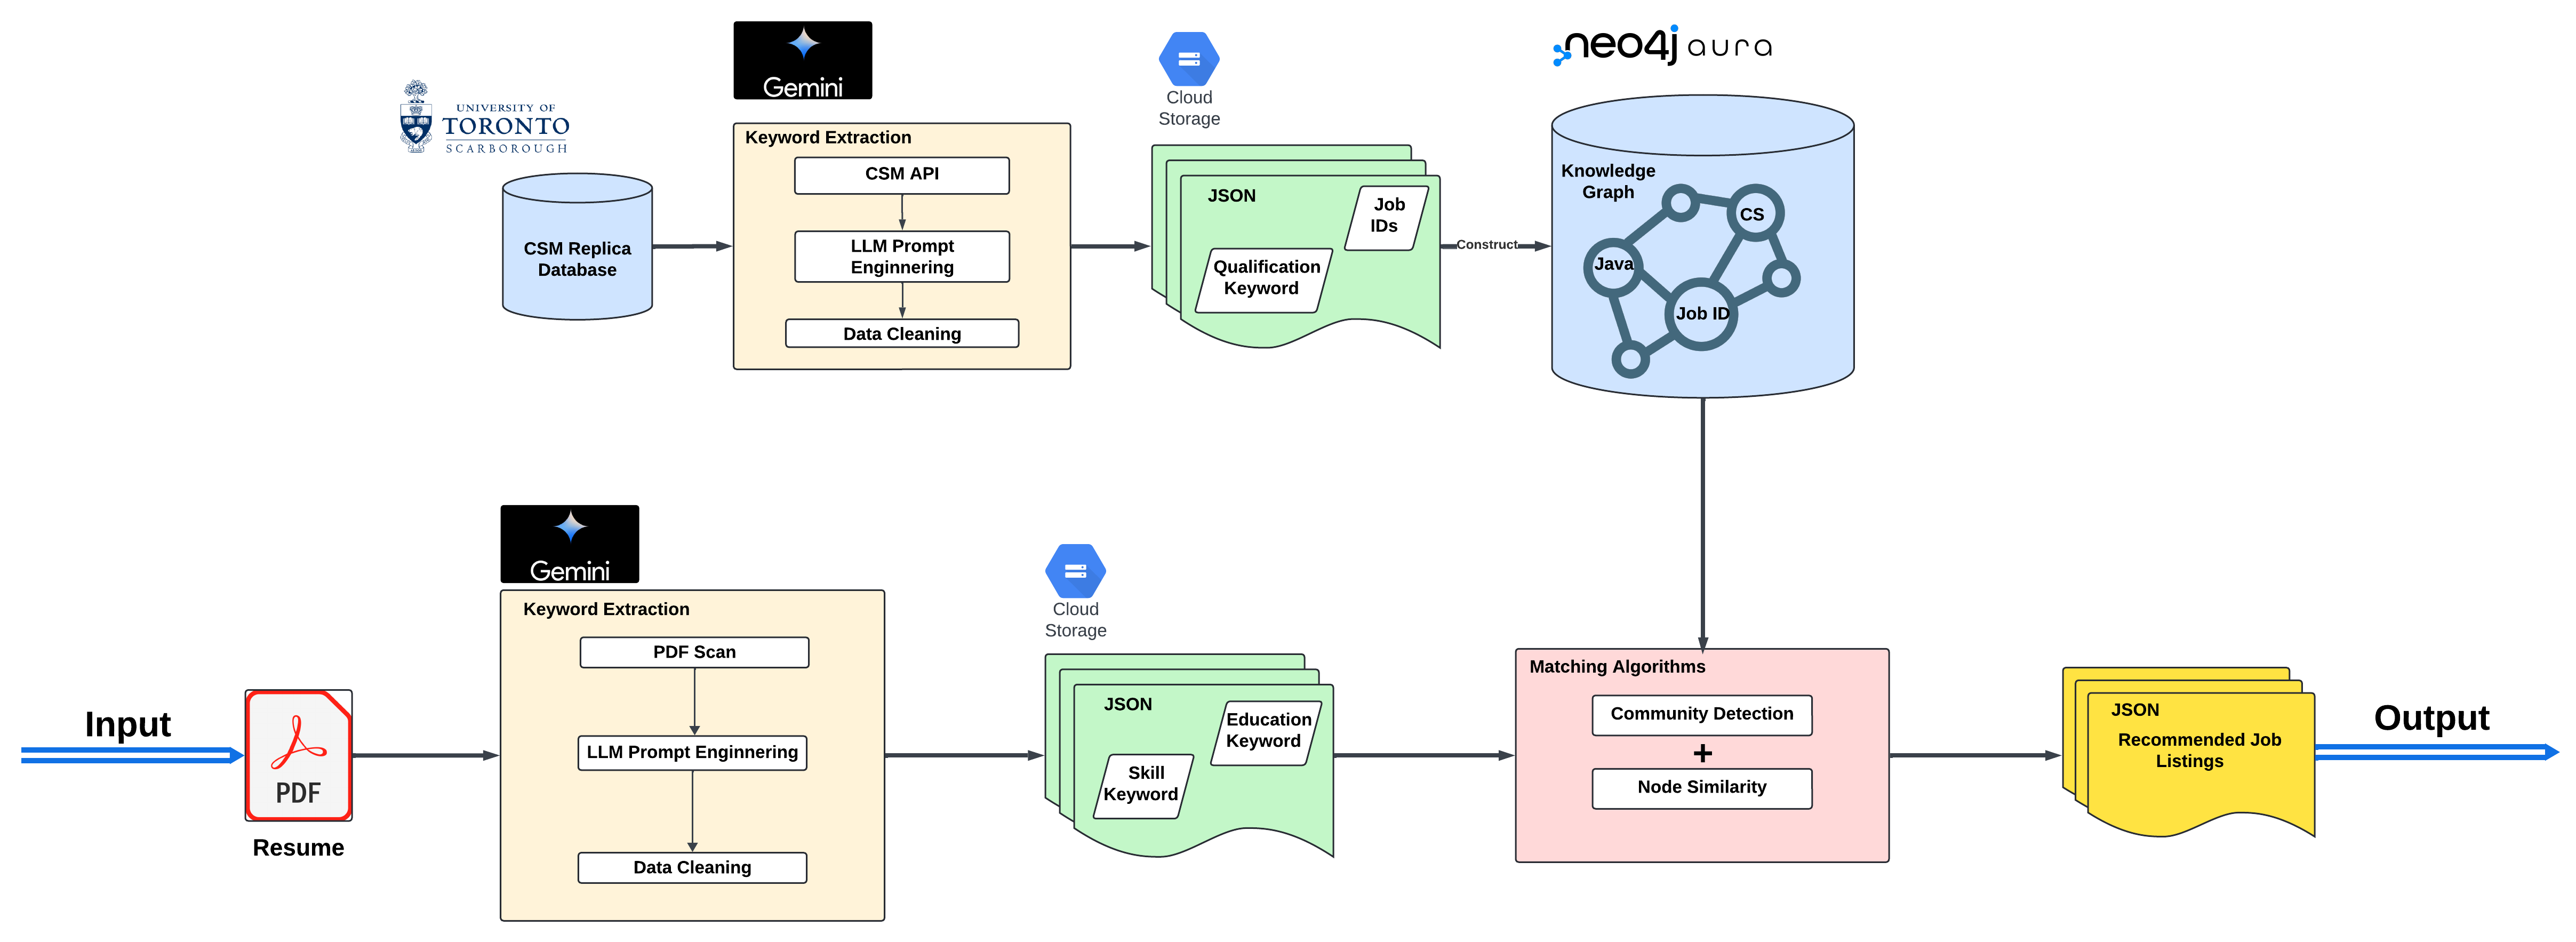 UNIVERSITY OF
TORONTO
SCARBOROUGH
CSM Replica
Database
Gemini
Keyword Extraction
CSM API
LLM Prompt
Enginnering
Data Cleaning
Cloud
Storage
JSON
Job
IDs
Qualification
Keyword
Construct
neo4j aura
Knowledge
Graph
CS
Java
Job ID
Input
PDF
Resume
Gemini
Keyword Extraction
PDF Scan
LLM Prompt Enginnering
Data Cleaning
Cloud
Storage
JSON
Education
Keyword
Skill
Keyword
Matching Algorithms
Community Detection
+
Node Similarity
JSON
Recommended Job
Listings
Output